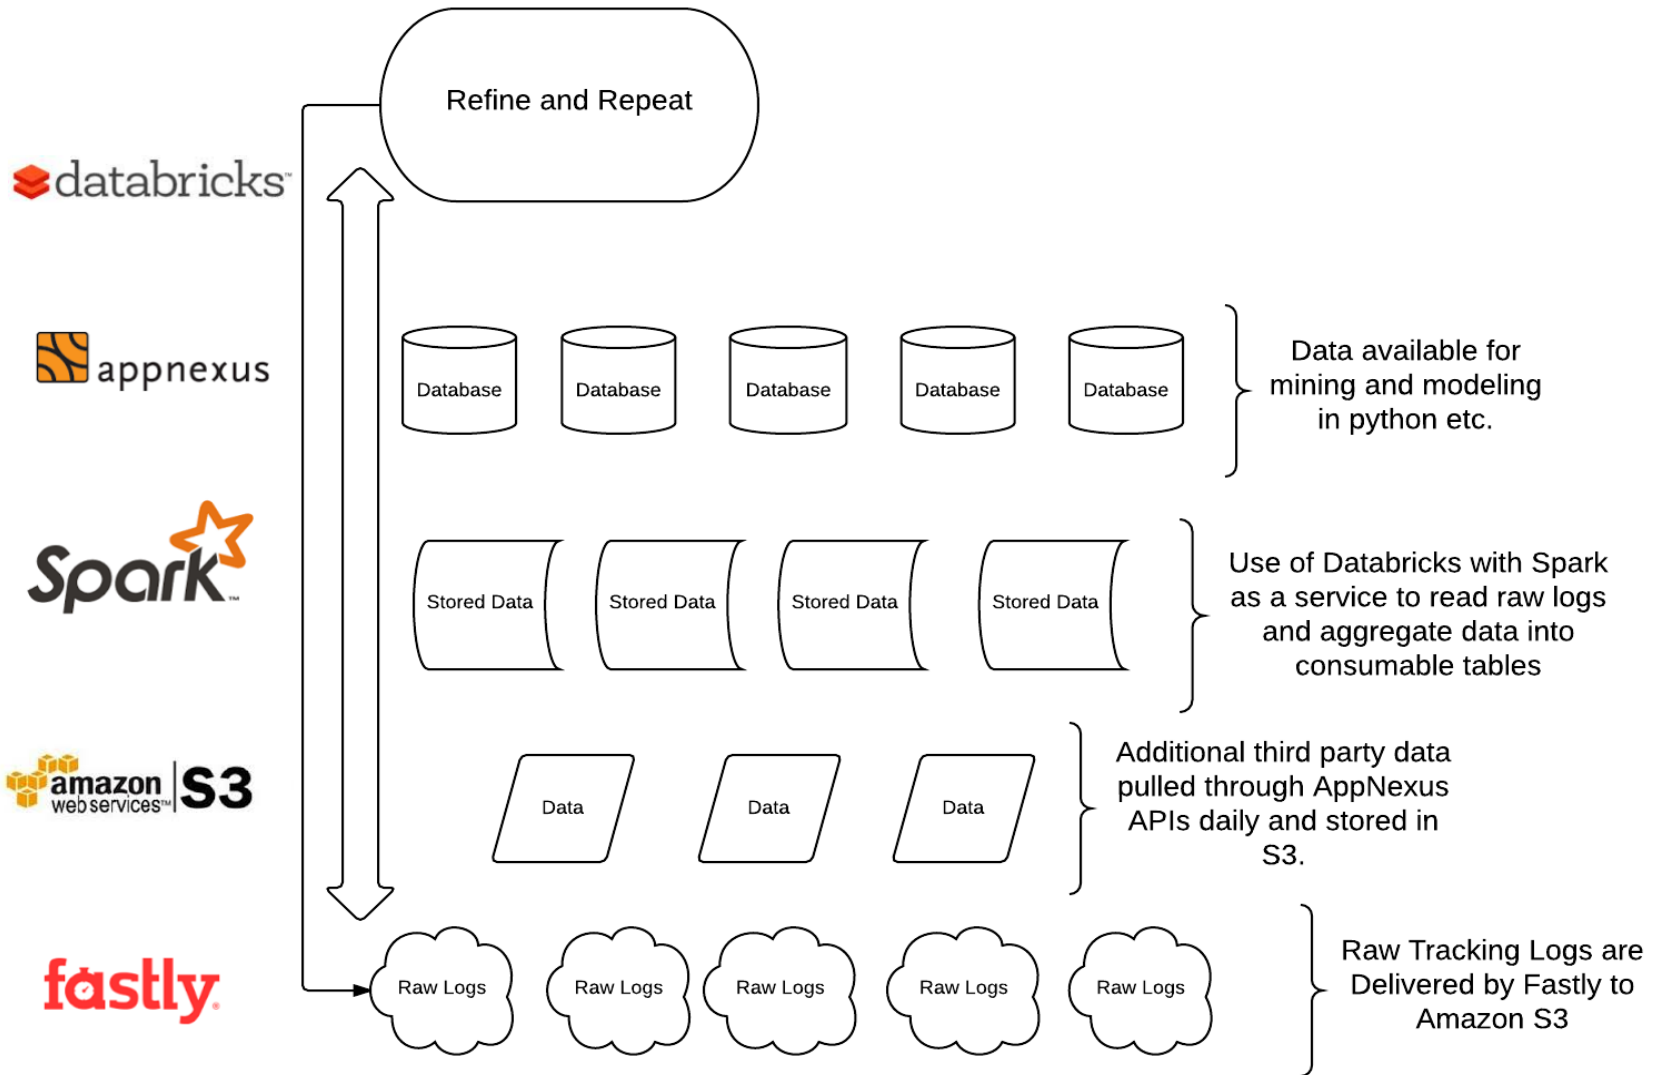 Refine and Repeat
databricks™
appnexus
Database
Database
Database
Database
Database
Data available for
mining and modeling
in python etc.
Spark™
Stored Data
Stored Data
Stored Data
Stored Data
Use of Databricks with Spark
as a service to read raw logs
and aggregate data into
consumable tables
amazon
web services™
S3
Data
Data
Data
Additional third party data
pulled through AppNexus
APIs daily and stored in
S3.
fastly.
Raw Logs
Raw Logs
Raw Logs
Raw Logs
Raw Logs
Raw Tracking Logs are
Delivered by Fastly to
Amazon S3